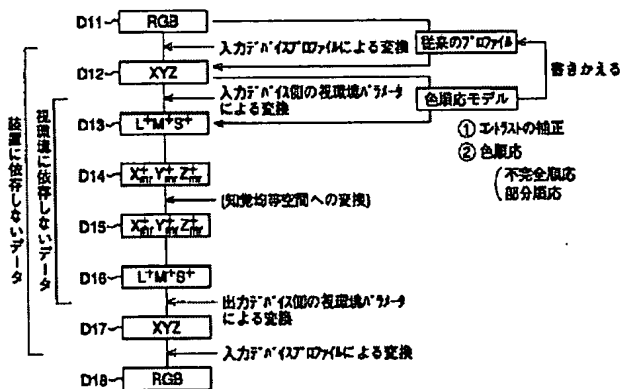 D11
RGB
入力デバイスプロファイルによる変換
従来のプロファイル
書きかえる
D12
XYZ
入力デバイス側の視環境パラメータ
による変換
色順応モデル
D13
L⁺M⁺S⁺
① コントラストの補正
② 色順応
不完全順応
部分順応
D14
X⁺mr Y⁺mr Z⁺mr
(知覚均等空間への変換)
D15
X⁺mr Y⁺mr Z⁺mr
D16
L⁺M⁺S⁺
出力デバイス側の視環境パラメータ
による変換
D17
XYZ
入力デバイスプロファイルによる変換
D18
RGB
装置に依存しないデータ
視環境に依存しないデータ